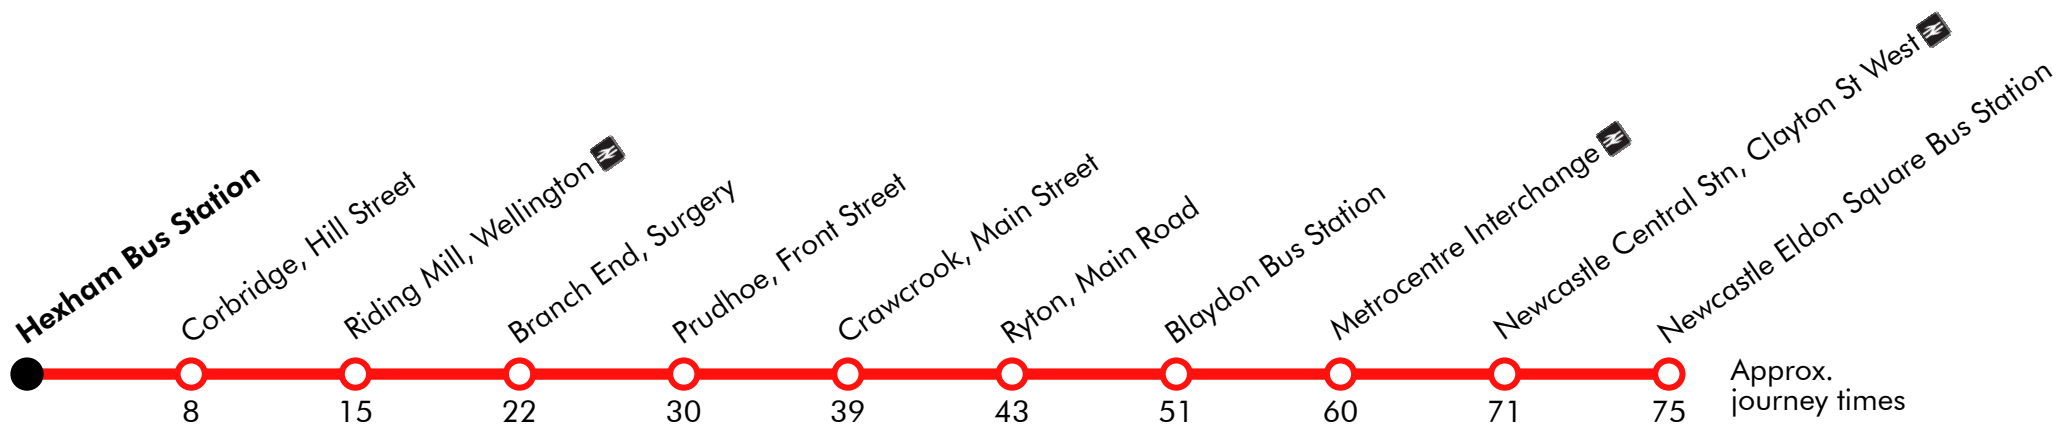 Hexham Bus Station
Corbridge, Hill Street
Riding Mill, Wellington
Branch End, Surgery
Prudhoe, Front Street
Crawcrook, Main Street
Ryton, Main Road
Blaydon Bus Station
Metrocentre Interchange
Newcastle Central Stn, Clayton St West
Newcastle Eldon Square Bus Station
8 15 22 30 39 43 51 60 71 75
Approx.
journey times